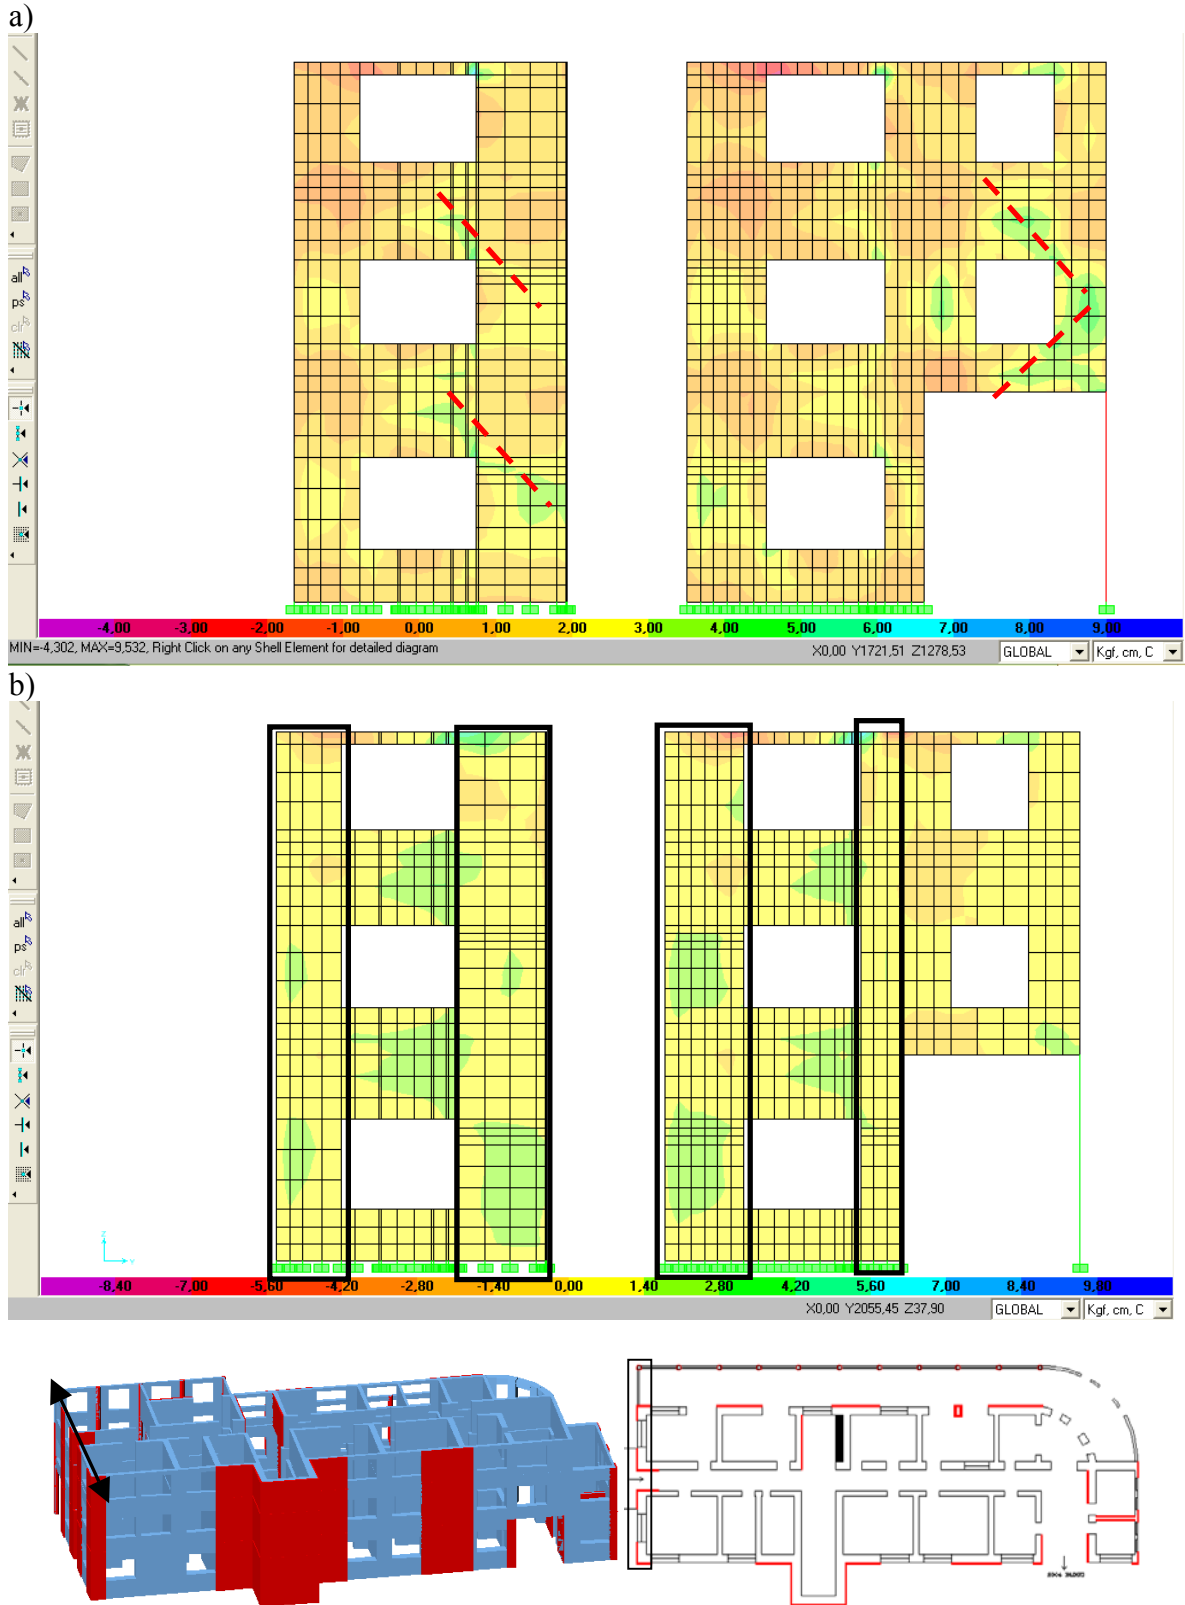 a)
all
ps
clr
-4,00 -3,00 -2,00 -1,00 0,00 1,00 2,00 3,00 4,00 5,00 6,00 7,00 8,00 9,00
MIN=-4,302, MAX=9,532, Right Click on any Shell Element for detailed diagram X0,00 Y1721,51 Z1278,53 GLOBAL Kgf, cm, C
b)
all
ps
clr
Z
Y
-8,40 -7,00 -5,60 -4,20 -2,80 -1,40 0,00 1,40 2,80 4,20 5,60 7,00 8,40 9,80
X0,00 Y2055,45 Z37,90 GLOBAL Kgf, cm, C